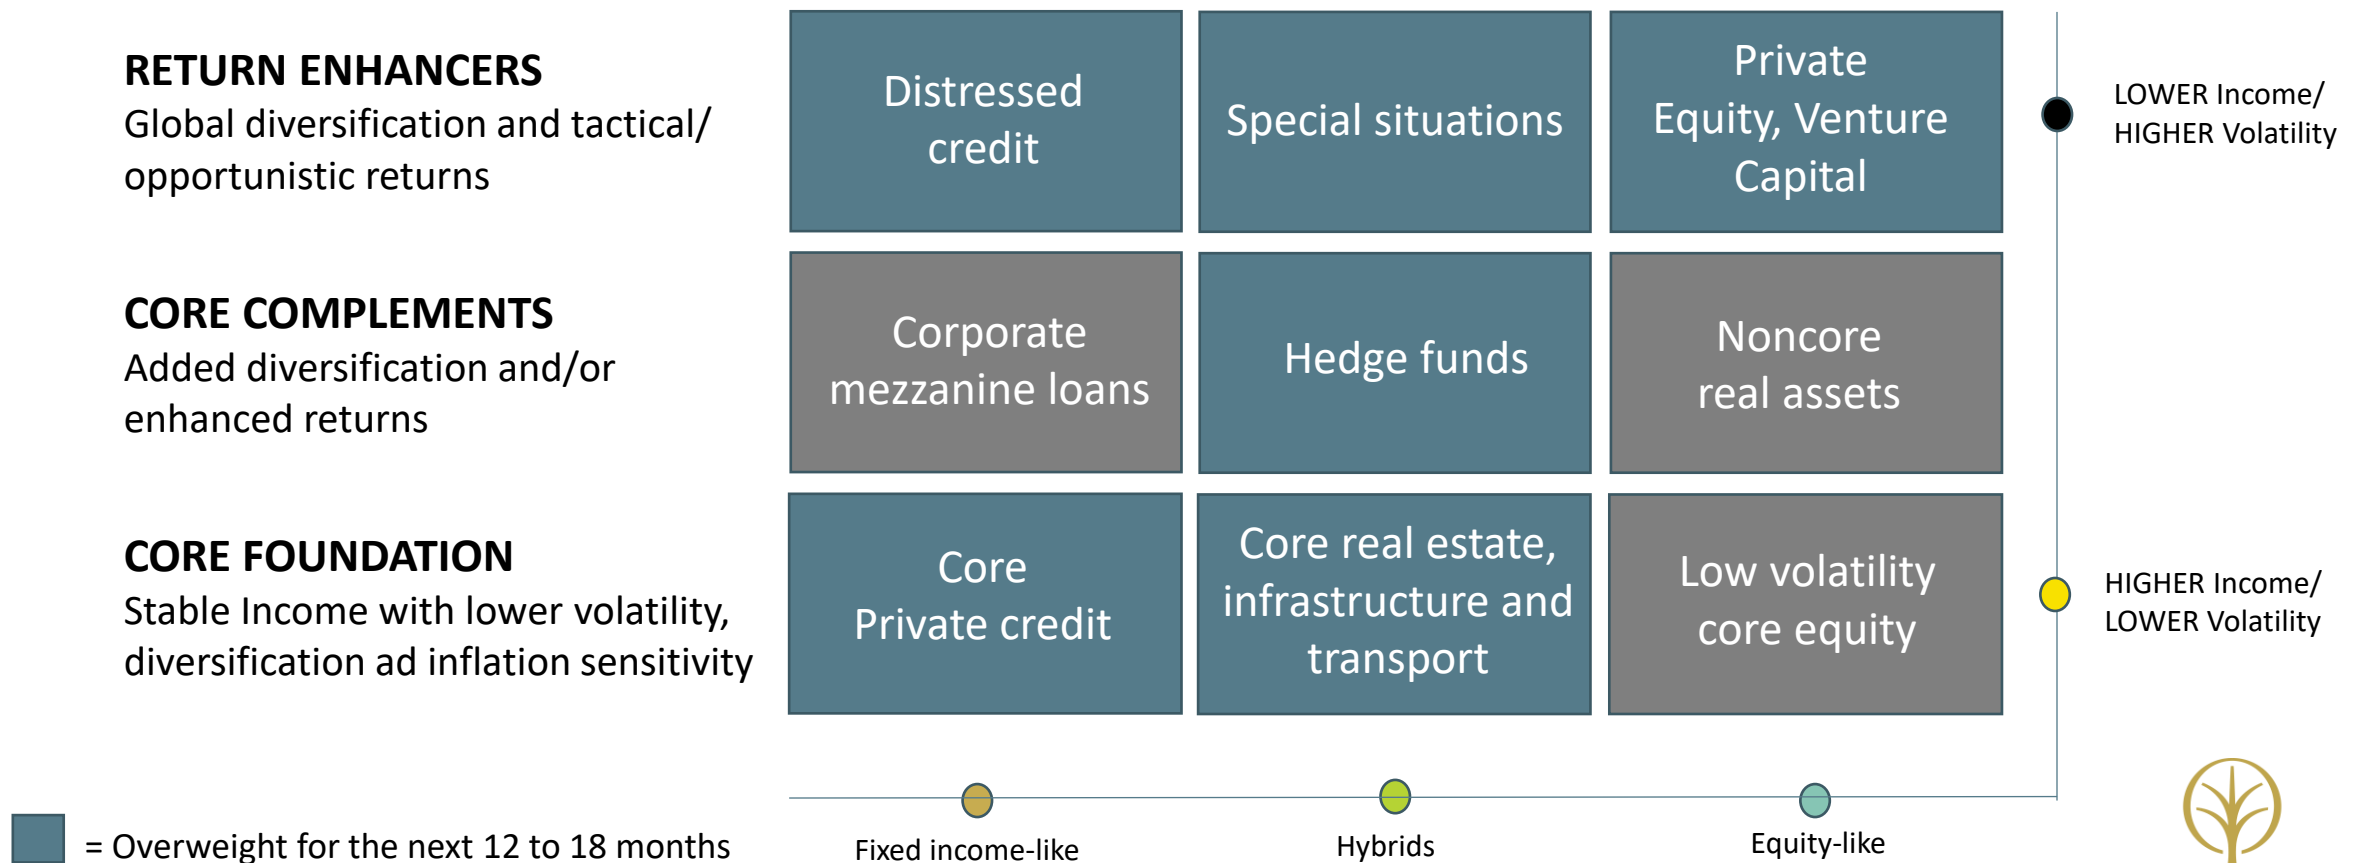 RETURN ENHANCERS
Global diversification and tactical/
opportunistic returns
Distressed
credit
Special situations
Private
Equity, Venture
Capital
LOWER Income/
HIGHER Volatility
CORE COMPLEMENTS
Added diversification and/or
enhanced returns
Corporate
mezzanine loans
Hedge funds
Noncore
real assets
CORE FOUNDATION
Stable Income with lower volatility,
diversification ad inflation sensitivity
Core
Private credit
Core real estate,
infrastructure and
transport
Low volatility
core equity
HIGHER Income/
LOWER Volatility
= Overweight for the next 12 to 18 months
Fixed income-like
Hybrids
Equity-like